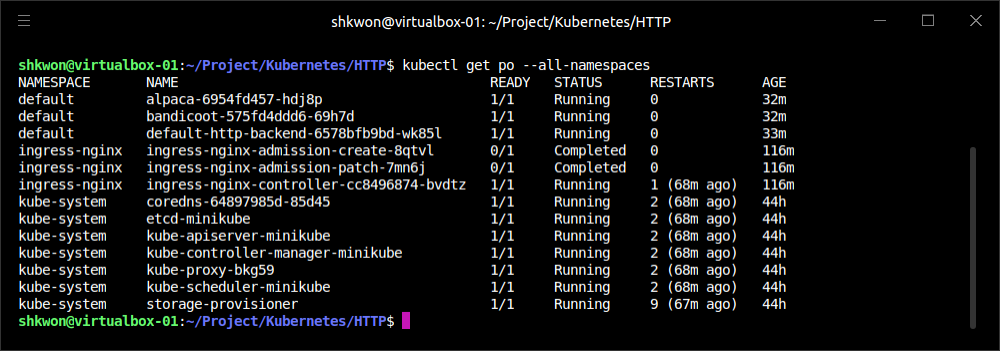 shkwon@virtualbox-01: ~/Project/Kubernetes/HTTP
shkwon@virtualbox-01:~/Project/Kubernetes/HTTP$ kubectl get po --all-namespaces
NAMESPACE NAME READY STATUS RESTARTS AGE
default alpaca-6954fd457-hdj8p 1/1 Running 0 32m
default bandicoot-575fd4ddd6-69h7d 1/1 Running 0 32m
default default-http-backend-6578bfb9bd-wk85l 1/1 Running 0 33m
ingress-nginx ingress-nginx-admission-create-8qtvl 0/1 Completed 0 116m
ingress-nginx ingress-nginx-admission-patch-7mn6j 0/1 Completed 0 116m
ingress-nginx ingress-nginx-controller-cc8496874-bvdtz 1/1 Running 1 (68m ago) 116m
kube-system coredns-64897985d-85d45 1/1 Running 2 (68m ago) 44h
kube-system etcd-minikube 1/1 Running 2 (68m ago) 44h
kube-system kube-apiserver-minikube 1/1 Running 2 (68m ago) 44h
kube-system kube-controller-manager-minikube 1/1 Running 2 (68m ago) 44h
kube-system kube-proxy-bkg59 1/1 Running 2 (68m ago) 44h
kube-system kube-scheduler-minikube 1/1 Running 2 (68m ago) 44h
kube-system storage-provisioner 1/1 Running 9 (67m ago) 44h
shkwon@virtualbox-01:~/Project/Kubernetes/HTTP$